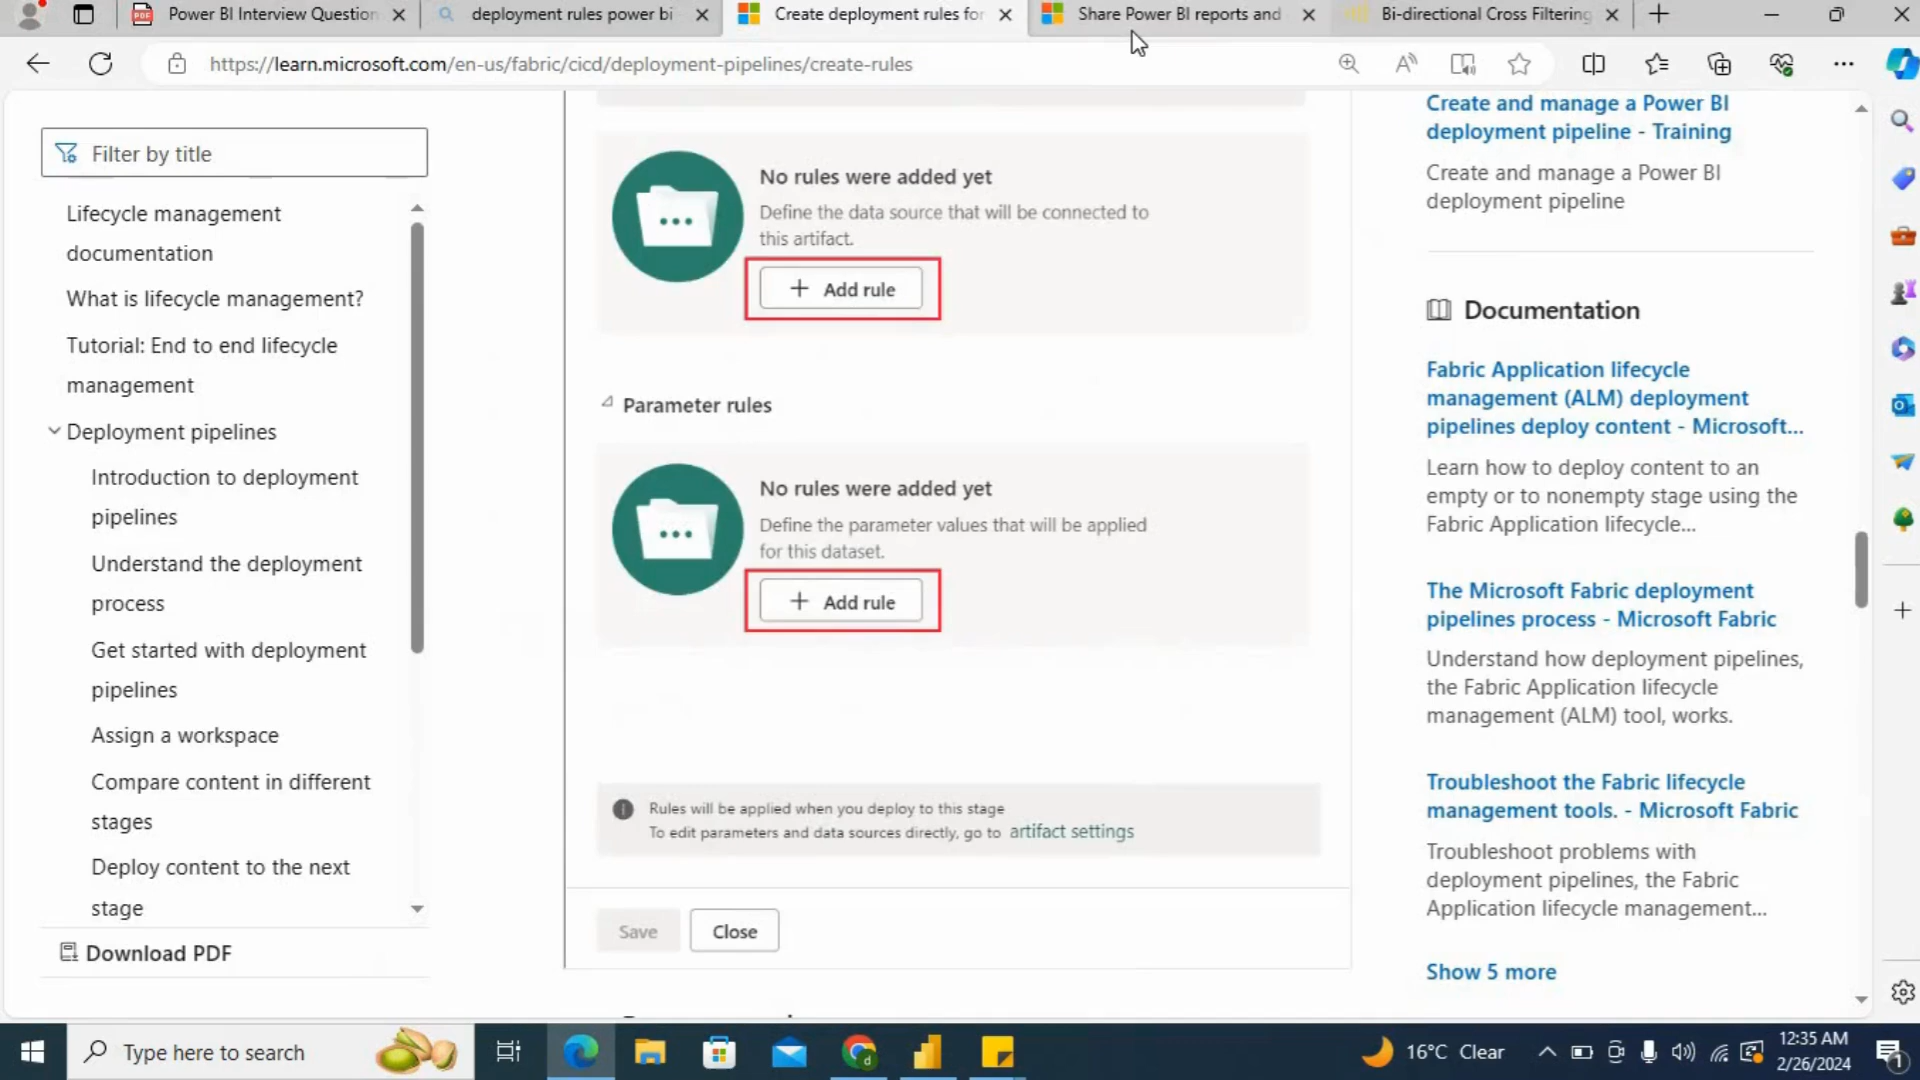 Power BI Interview Question
deployment rules power bi
Create deployment rules for
Share Power BI reports and
Bi-directional Cross Filtering
https://learn.microsoft.com/en-us/fabric/cicd/deployment-pipelines/create-rules
Filter by title
Lifecycle management
documentation
What is lifecycle management?
Tutorial: End to end lifecycle
management
Deployment pipelines
Introduction to deployment
pipelines
Understand the deployment
process
Get started with deployment
pipelines
Assign a workspace
Compare content in different
stages
Deploy content to the next
stage
Download PDF
No rules were added yet
Define the data source that will be connected to
this artifact.
+ Add rule
Parameter rules
No rules were added yet
Define the parameter values that will be applied
for this dataset.
+ Add rule
Rules will be applied when you deploy to this stage
To edit parameters and data sources directly, go to artifact settings
Save
Close
Create and manage a Power BI
deployment pipeline - Training
Create and manage a Power BI
deployment pipeline
Documentation
Fabric Application lifecycle
management (ALM) deployment
pipelines deploy content - Microsoft...
Learn how to deploy content to an
empty or to nonempty stage using the
Fabric Application lifecycle...
The Microsoft Fabric deployment
pipelines process - Microsoft Fabric
Understand how deployment pipelines,
the Fabric Application lifecycle
management (ALM) tool, works.
Troubleshoot the Fabric lifecycle
management tools. - Microsoft Fabric
Troubleshoot problems with
deployment pipelines, the Fabric
Application lifecycle management...
Show 5 more
Type here to search
16°C Clear
12:35 AM
2/26/2024
1